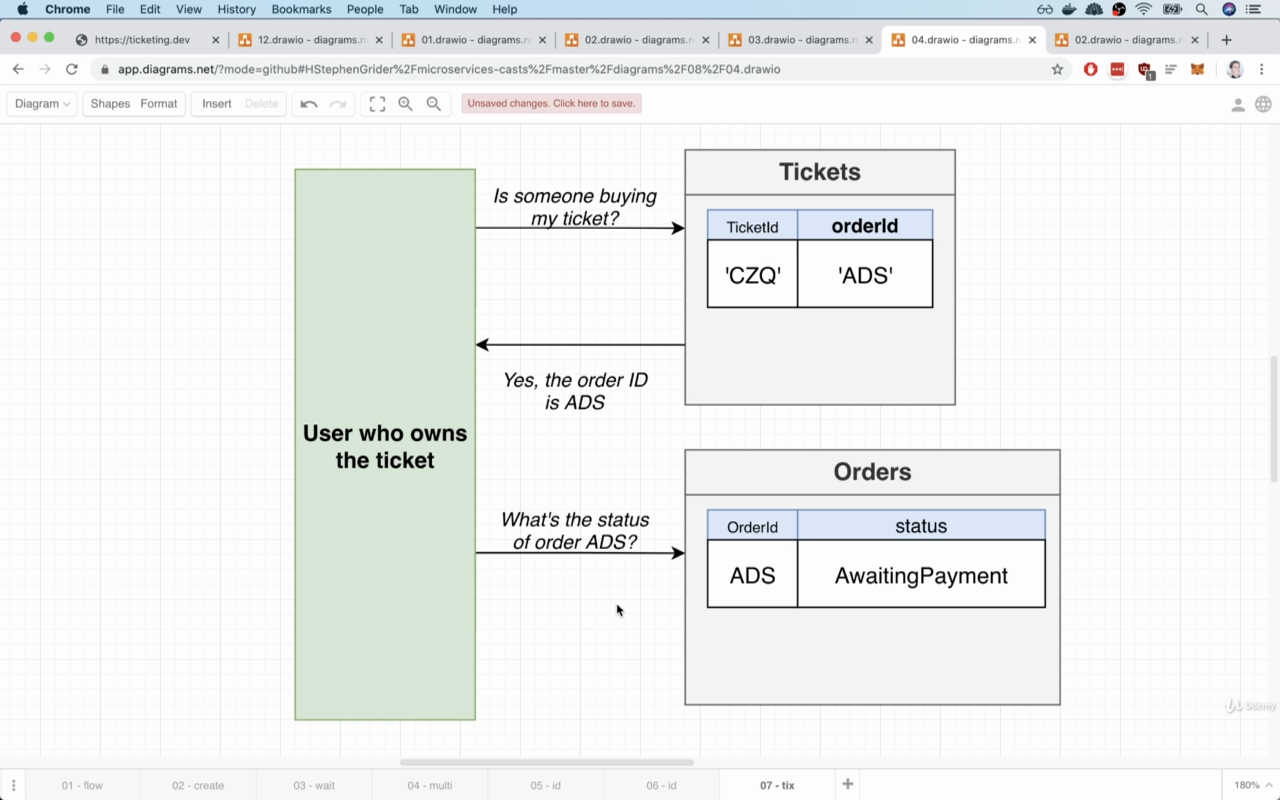 Chrome File Edit View History Bookmarks People Tab Window Help
https://ticketing.dev
12.drawio - diagrams.n
01.drawio - diagrams.n
02.drawio - diagrams.n
03.drawio - diagrams.n
04.drawio - diagrams.n
02.drawio - diagrams.n
app.diagrams.net/?mode=github#HStephenGrider%2Fmicroservices-casts%2Fmaster%2Fdiagrams%2F08%2F04.drawio
1
Diagram Shapes Format Insert Delete Unsaved changes. Click here to save.
Tickets
Is someone buying
my ticket?
TicketId orderId
'CZQ' 'ADS'
Yes, the order ID
is ADS
User who owns
the ticket
Orders
What's the status
of order ADS?
OrderId status
ADS AwaitingPayment
Udemy
01 - flow 02 - create 03 - wait 04 - multi 05 - id 06 - id 07 - tix 180%